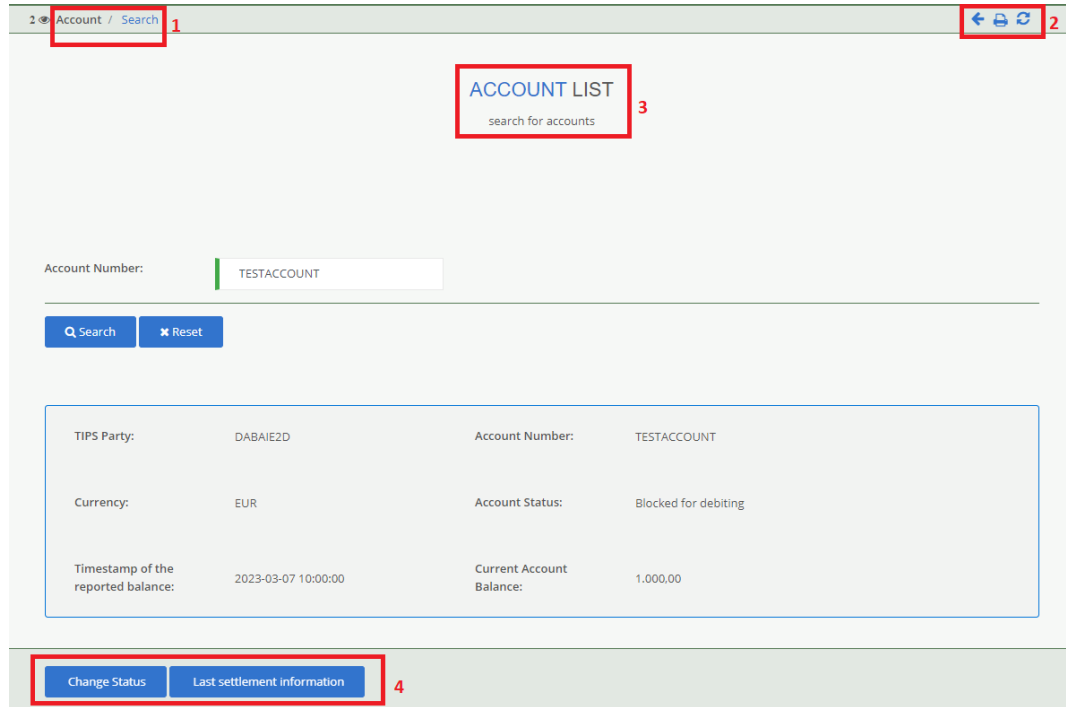 2 Account / Search 1
2
ACCOUNT LIST
search for accounts
3
Account Number: TESTACCOUNT
Search Reset
TIPS Party: DABAIE2D Account Number: TESTACCOUNT
Currency: EUR Account Status: Blocked for debiting
Timestamp of the reported balance: 2023-03-07 10:00:00 Current Account Balance: 1.000,00
Change Status Last settlement information 4